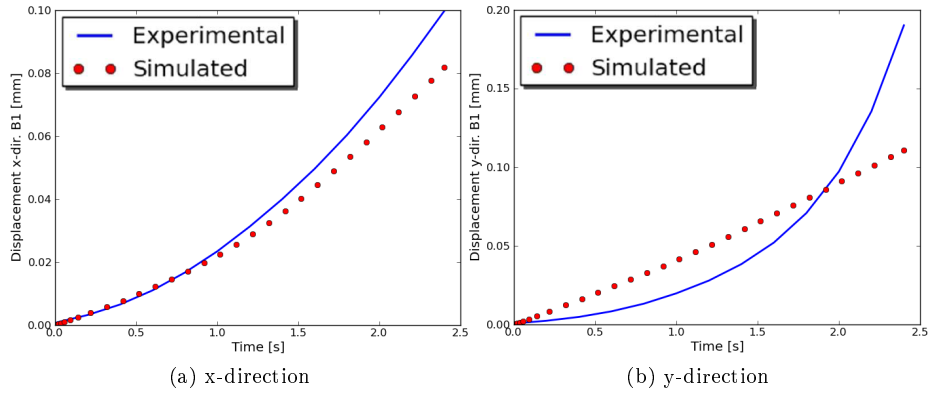 Experimental
Simulated
Displacement x-dir. B1 [mm]
0.10
0.08
0.06
0.04
0.02
0.00
0.0 0.5 1.0 1.5 2.0 2.5
Time [s]
(a) x-direction
Experimental
Simulated
Displacement y-dir. B1 [mm]
0.20
0.15
0.10
0.05
0.00
0.0 0.5 1.0 1.5 2.0 2.5
Time [s]
(b) y-direction